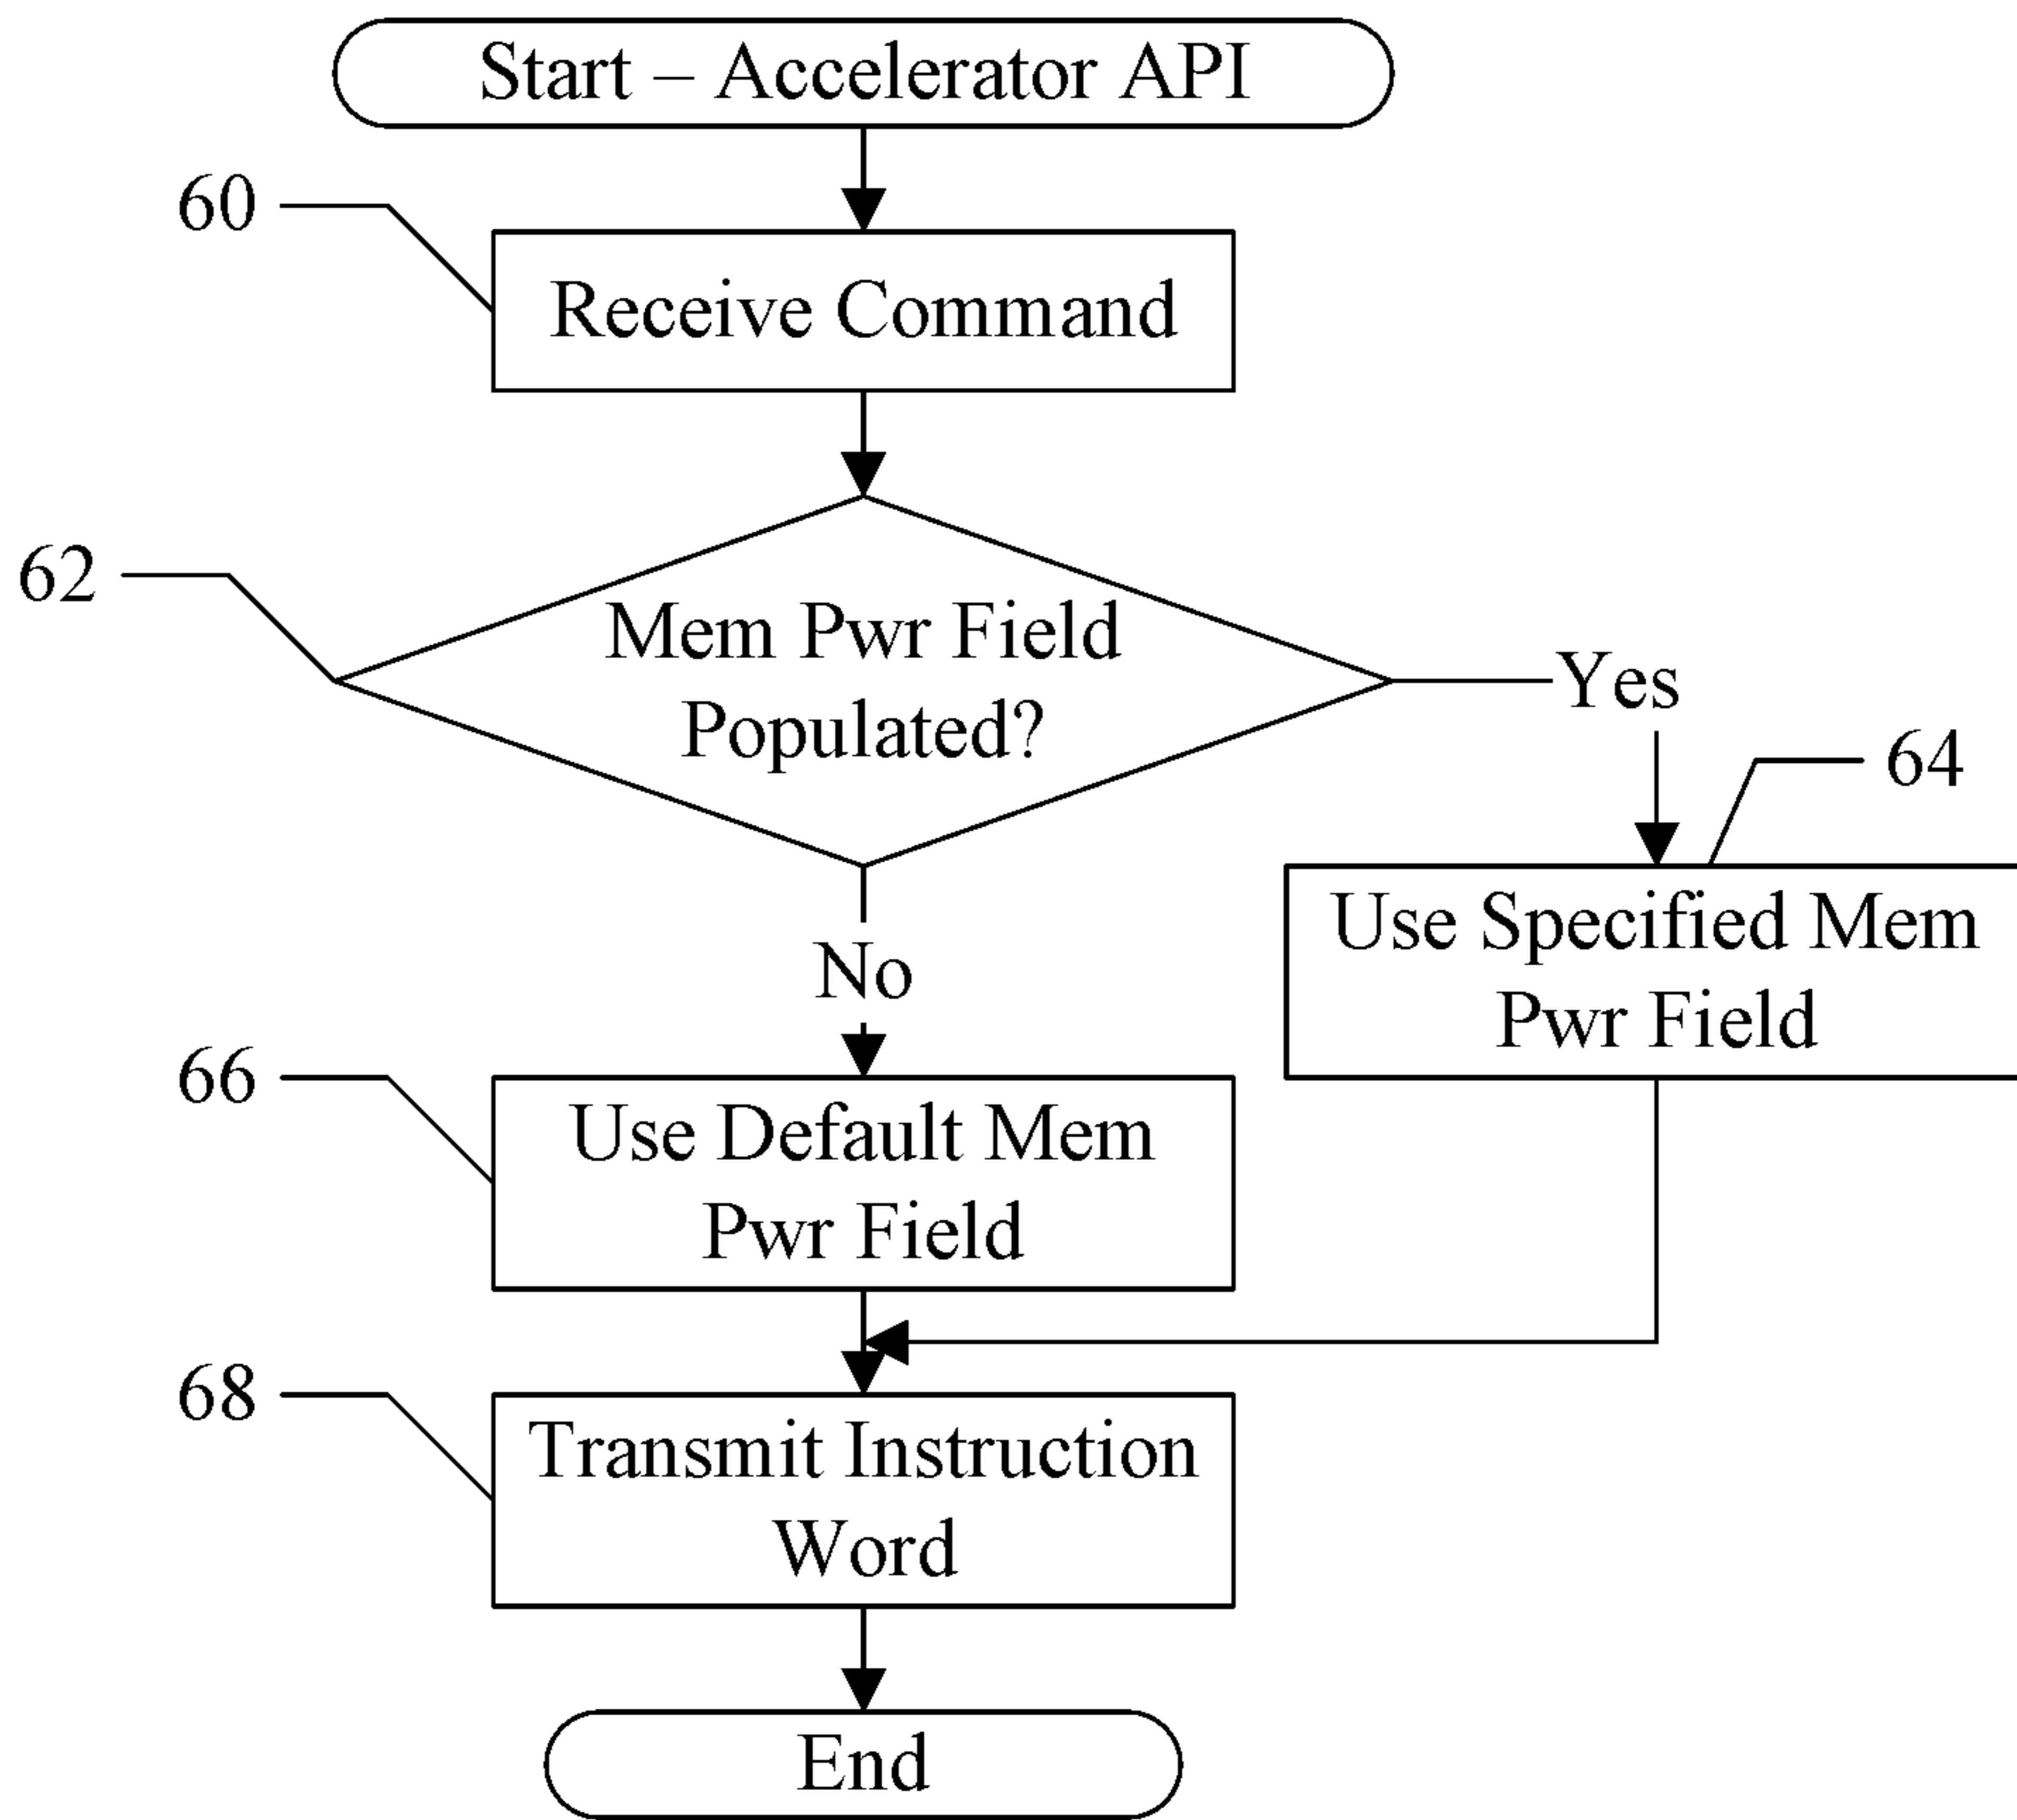 Start – Accelerator API
60
Receive Command
62
Mem Pwr Field
Populated?
Yes
64
Use Specified Mem
Pwr Field
No
66
Use Default Mem
Pwr Field
68
Transmit Instruction
Word
End